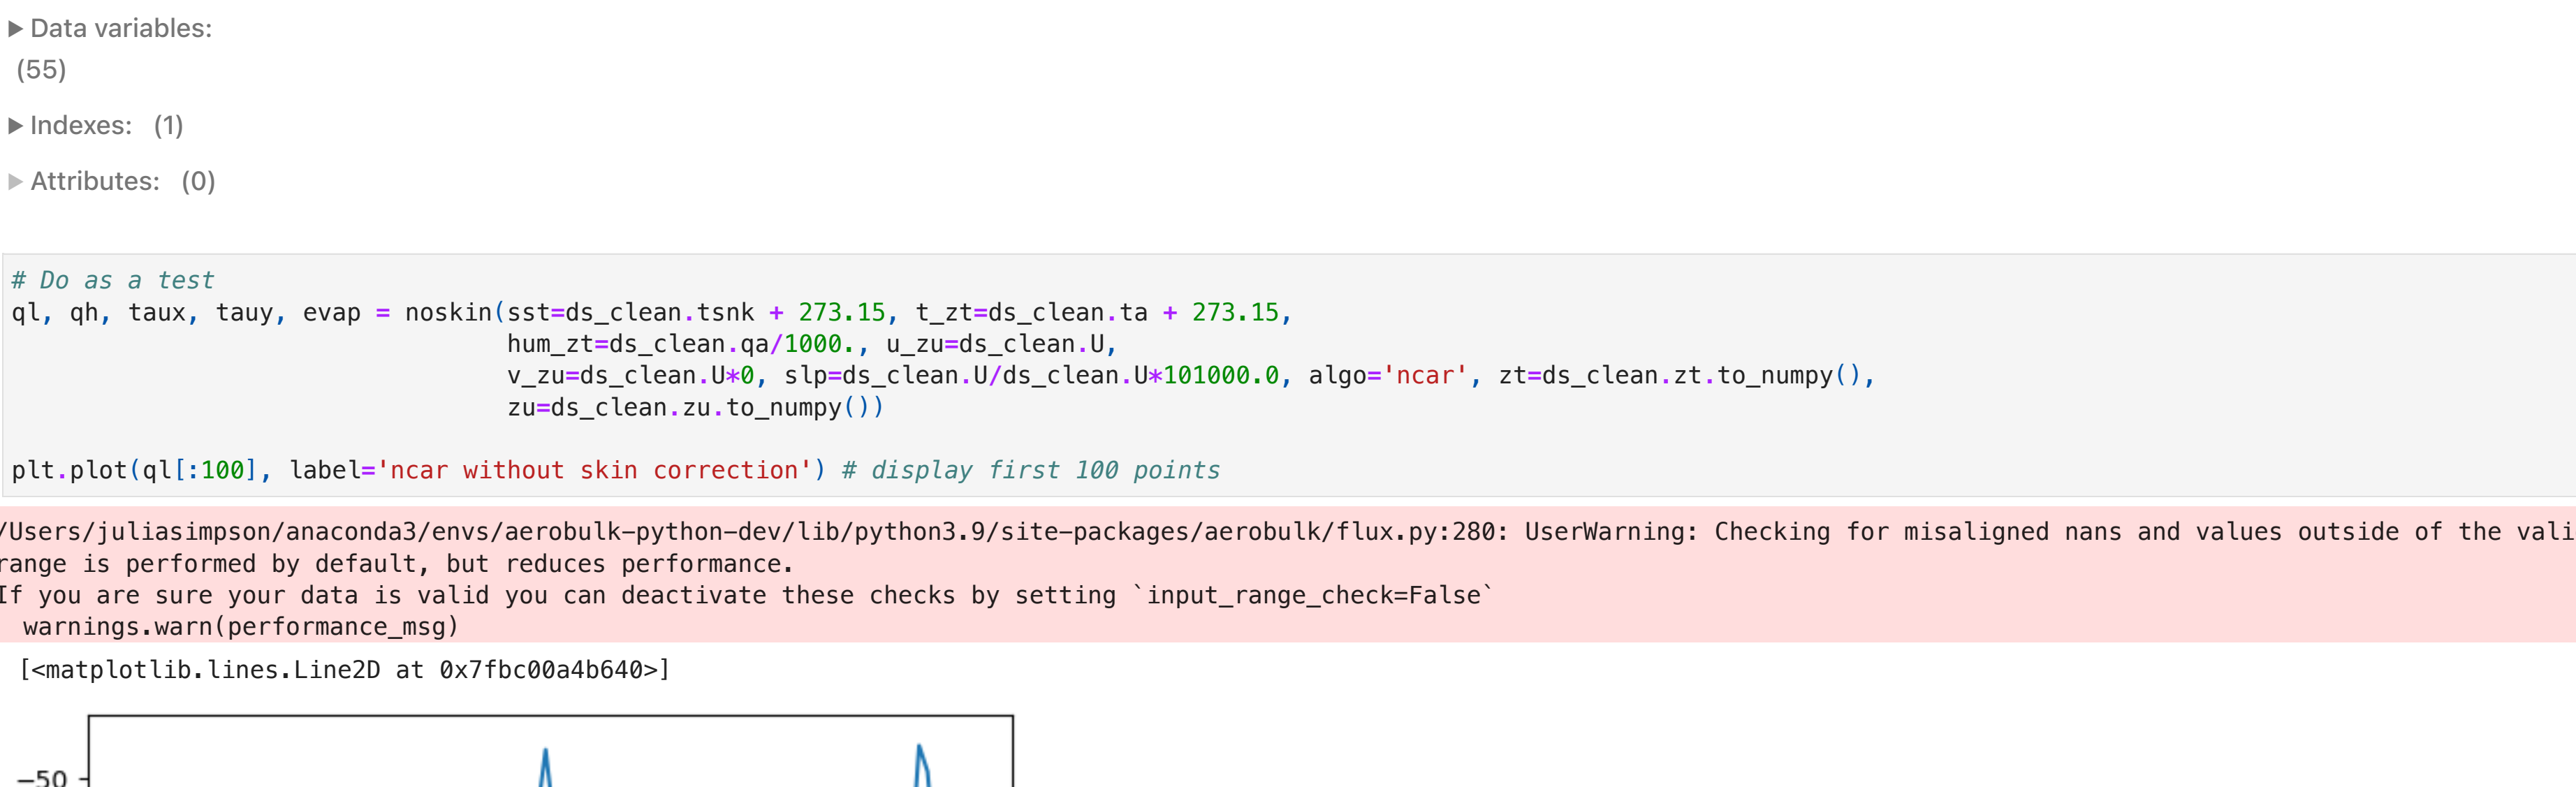 ▶ Data variables:
(55)
▶ Indexes: (1)
▶ Attributes: (0)
# Do as a test
ql, qh, taux, tauy, evap = noskin(sst=ds_clean.tsnk + 273.15, t_zt=ds_clean.ta + 273.15,
hum_zt=ds_clean.qa/1000., u_zu=ds_clean.U,
v_zu=ds_clean.U*0, slp=ds_clean.U/ds_clean.U*101000.0, algo='ncar', zt=ds_clean.zt.to_numpy(),
zu=ds_clean.zu.to_numpy())
plt.plot(ql[:100], label='ncar without skin correction') # display first 100 points
/Users/juliasimpson/anaconda3/envs/aerobulk-python-dev/lib/python3.9/site-packages/aerobulk/flux.py:280: UserWarning: Checking for misaligned nans and values outside of the vali
range is performed by default, but reduces performance.
If you are sure your data is valid you can deactivate these checks by setting `input_range_check=False`
warnings.warn(performance_msg)
[<matplotlib.lines.Line2D at 0x7fbc00a4b640>]
−50